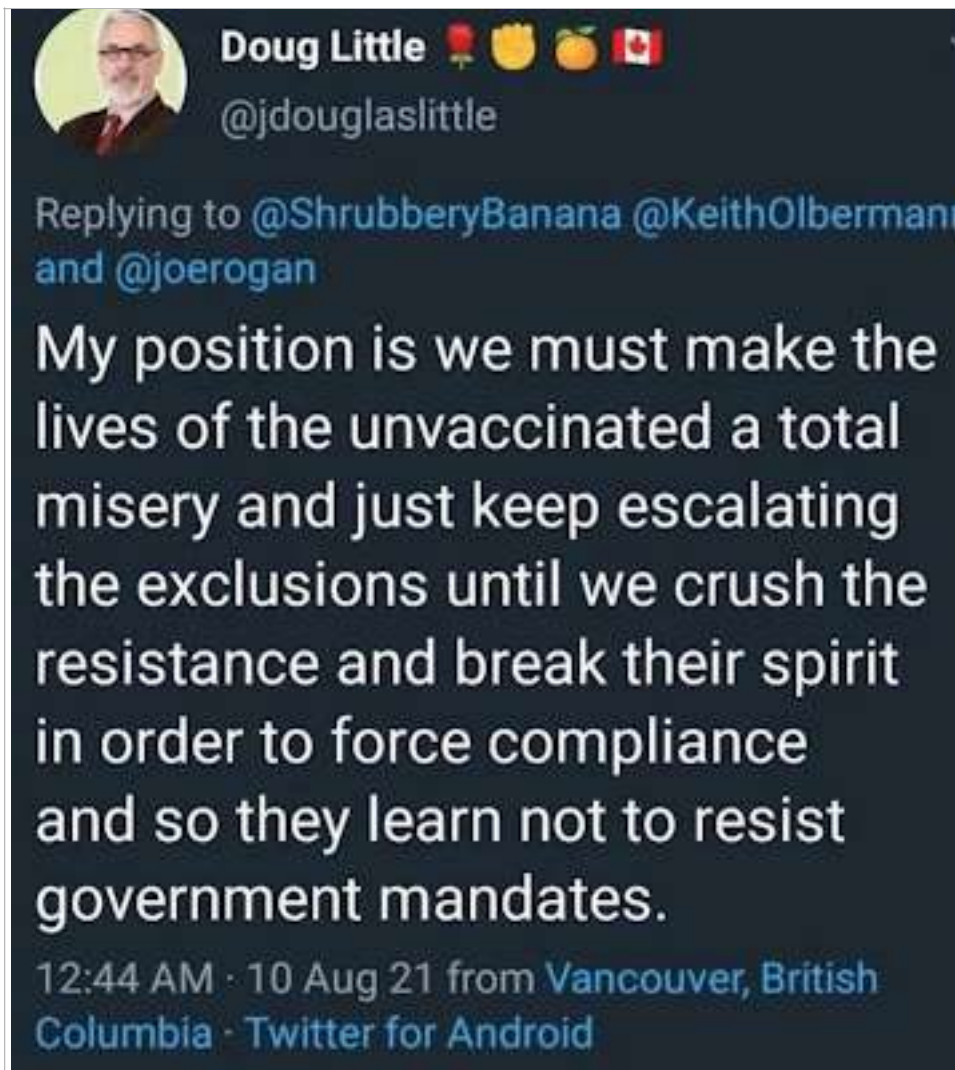 Doug Little 🌹✊🍊🇨🇦
@jdouglaslittle
Replying to @ShrubberyBanana @KeithOlbermann
and @joerogan
My position is we must make the
lives of the unvaccinated a total
misery and just keep escalating
the exclusions until we crush the
resistance and break their spirit
in order to force compliance
and so they learn not to resist
government mandates.
12:44 AM · 10 Aug 21 from Vancouver, British
Columbia · Twitter for Android